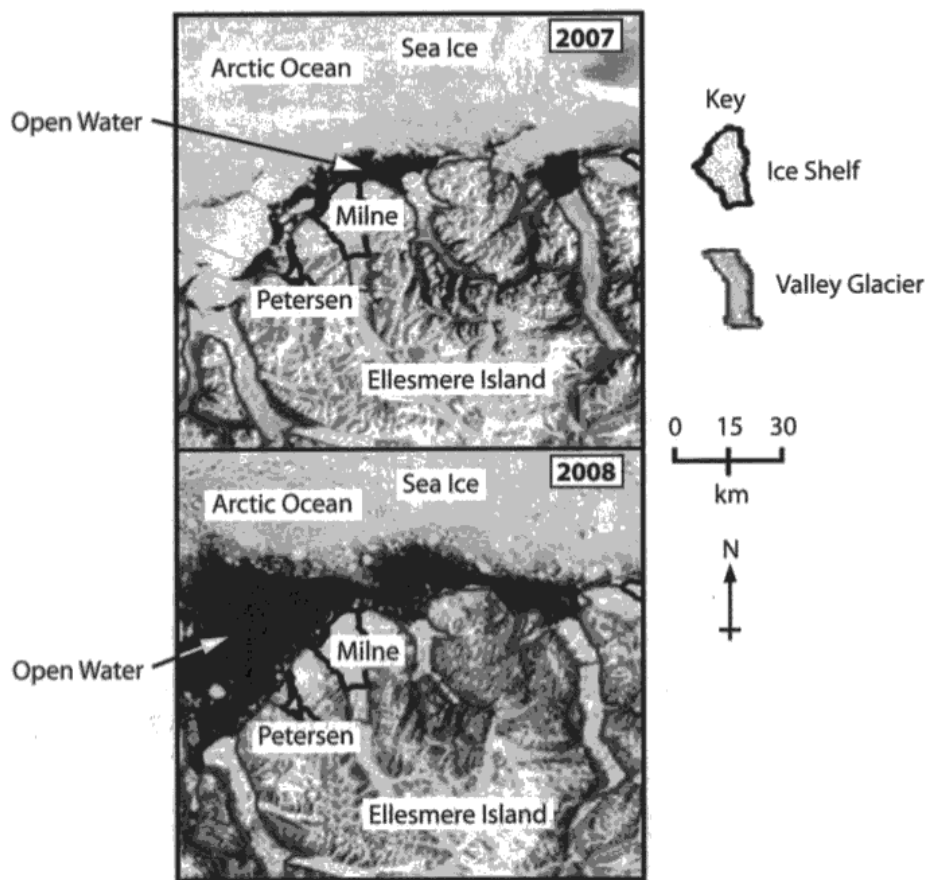 2007
Sea Ice
Arctic Ocean
Open Water
Milne
Petersen
Ellesmere Island
Key
Ice Shelf
Valley Glacier
0 15 30
km
N
2008
Sea Ice
Arctic Ocean
Open Water
Milne
Petersen
Ellesmere Island